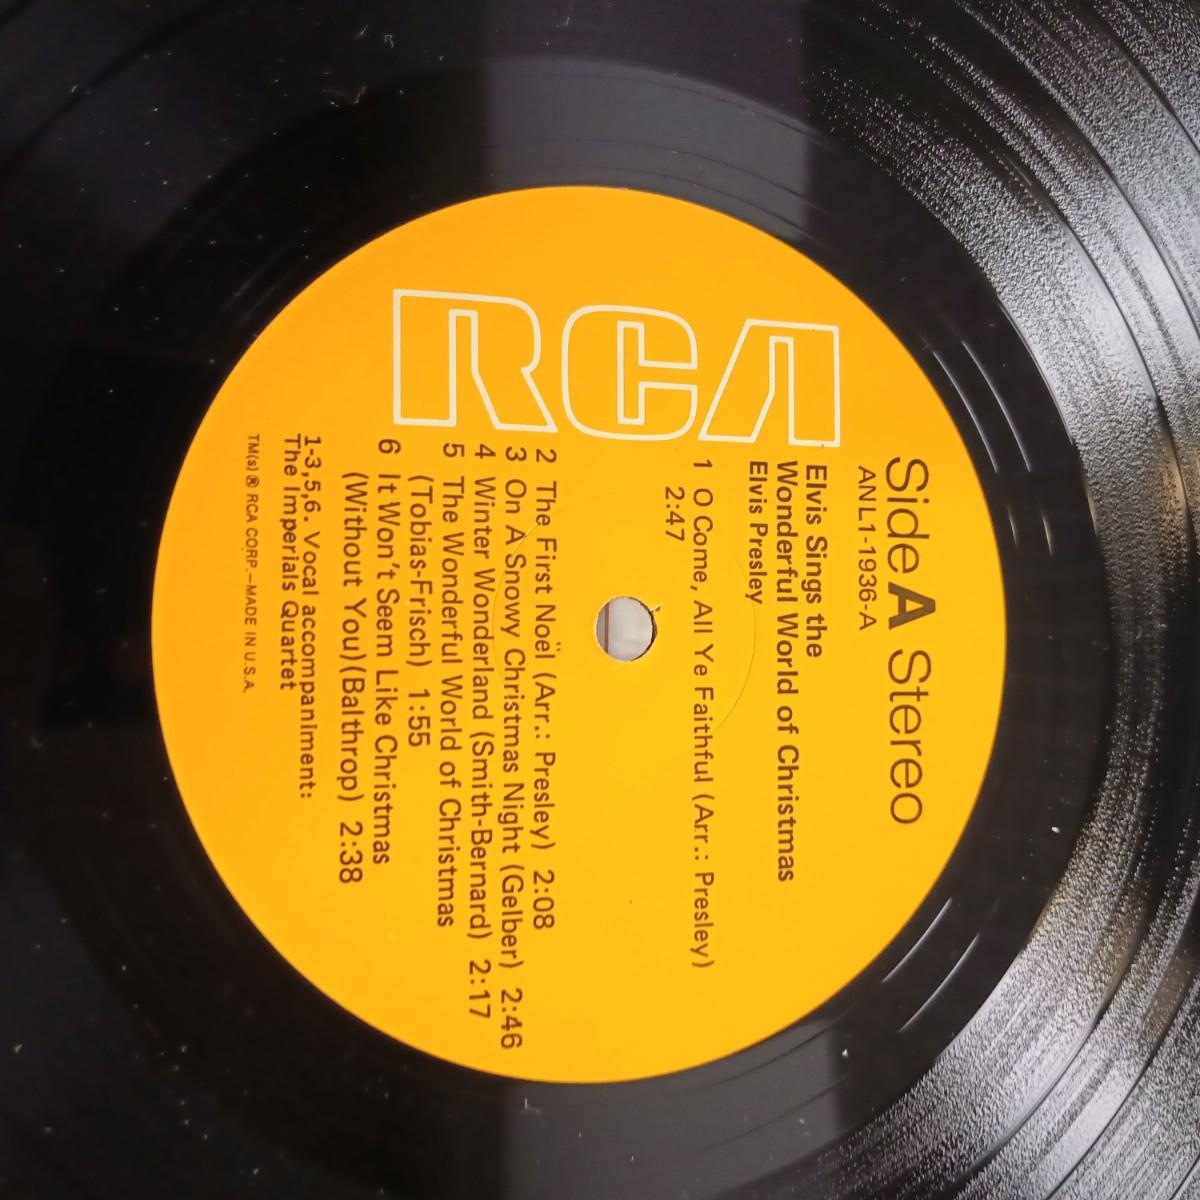 RCA
Side A Stereo
ANL1-1936-A
Elvis Sings the
Wonderful World of Christmas
Elvis Presley
1 O Come, All Ye Faithful (Arr.: Presley)
2:47
2 The First Noël (Arr.: Presley) 2:08
3 On A Snowy Christmas Night (Gelber) 2:46
4 Winter Wonderland (Smith-Bernard) 2:17
5 The Wonderful World of Christmas
(Tobias-Frisch) 1:55
6 It Won't Seem Like Christmas
(Without You) (Balthrop) 2:38
1-3,5,6. Vocal accompaniment:
The Imperials Quartet
TM(s) ® RCA CORP.—MADE IN U.S.A.